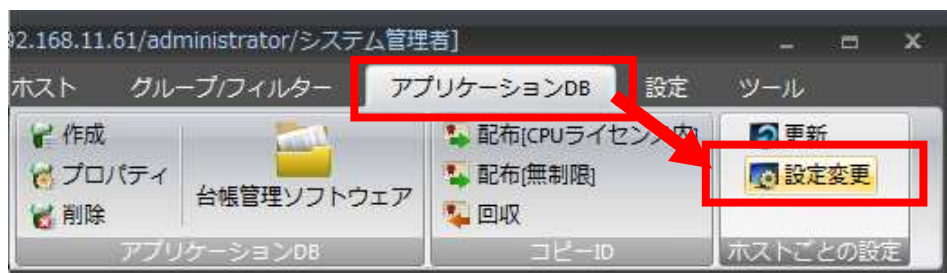 92.168.11.61/administrator/システム管理者]
ホスト グループ/フィルター アプリケーションDB 設定 ツール
作成
プロパティ
削除
台帳管理ソフトウェア
アプリケーションDB
配布[CPUライセンス内]
配布[無制限]
回収
コピーID
更新
設定変更
ホストごとの設定